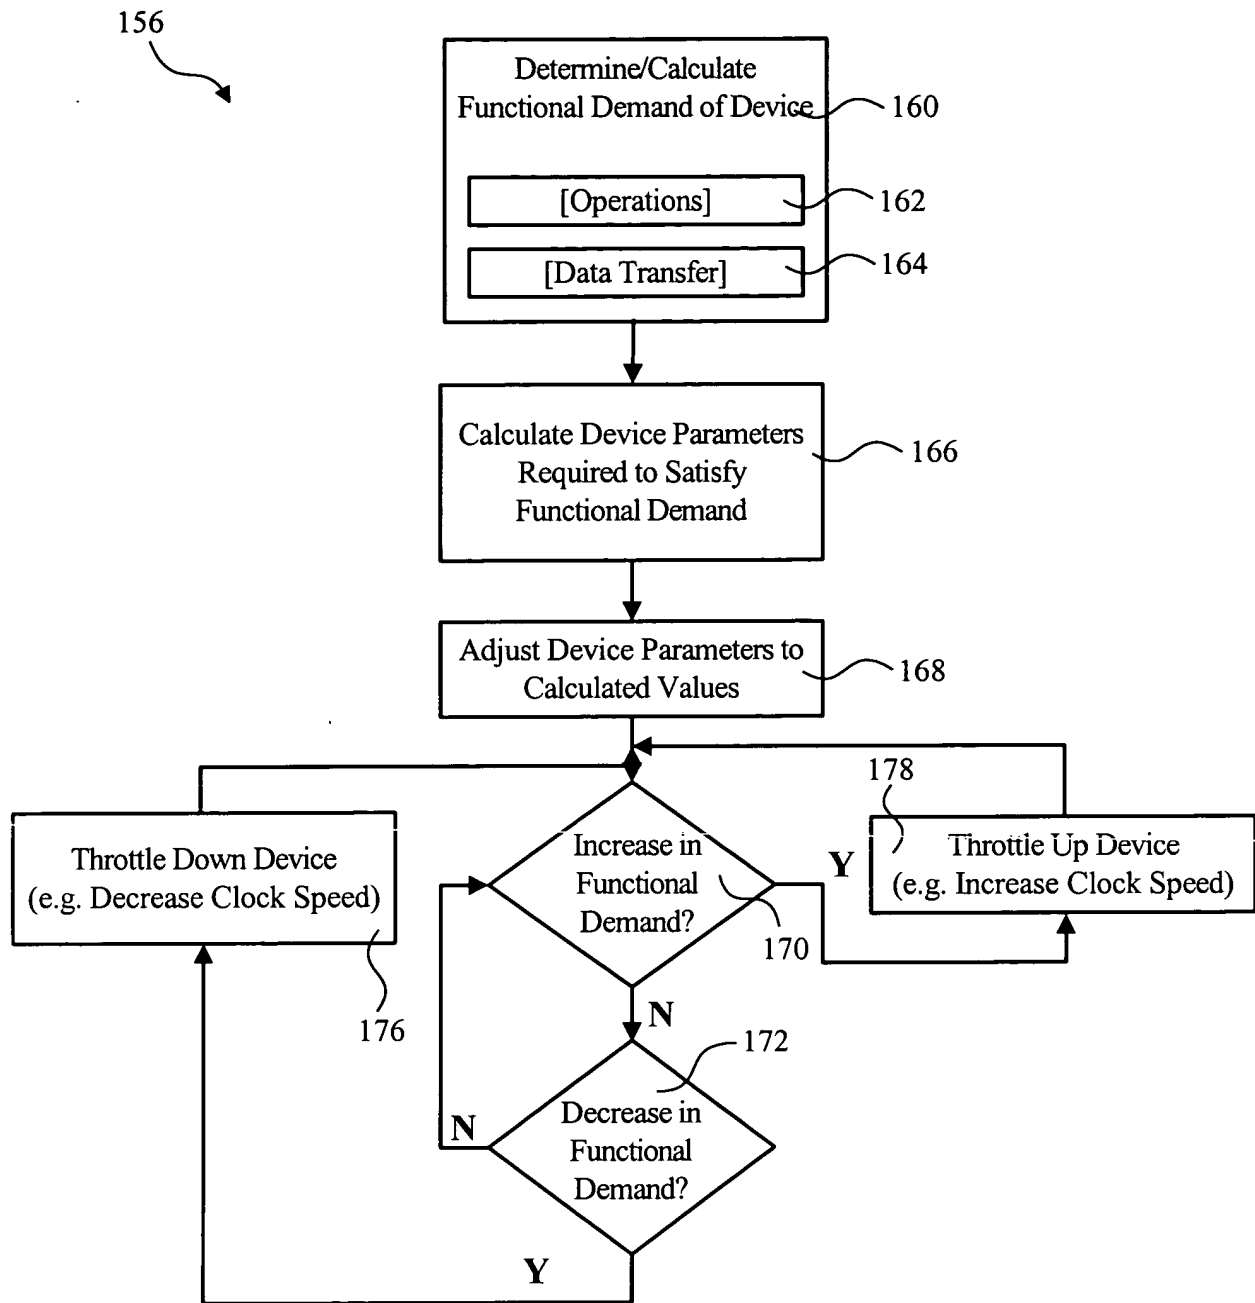 156
Determine/Calculate
Functional Demand of Device
160
[Operations]
162
[Data Transfer]
164
Calculate Device Parameters
Required to Satisfy
Functional Demand
166
Adjust Device Parameters to
Calculated Values
168
178
Throttle Down Device
(e.g. Decrease Clock Speed)
176
Increase in
Functional
Demand?
170
Y
Throttle Up Device
(e.g. Increase Clock Speed)
N
172
Decrease in
Functional
Demand?
N
Y